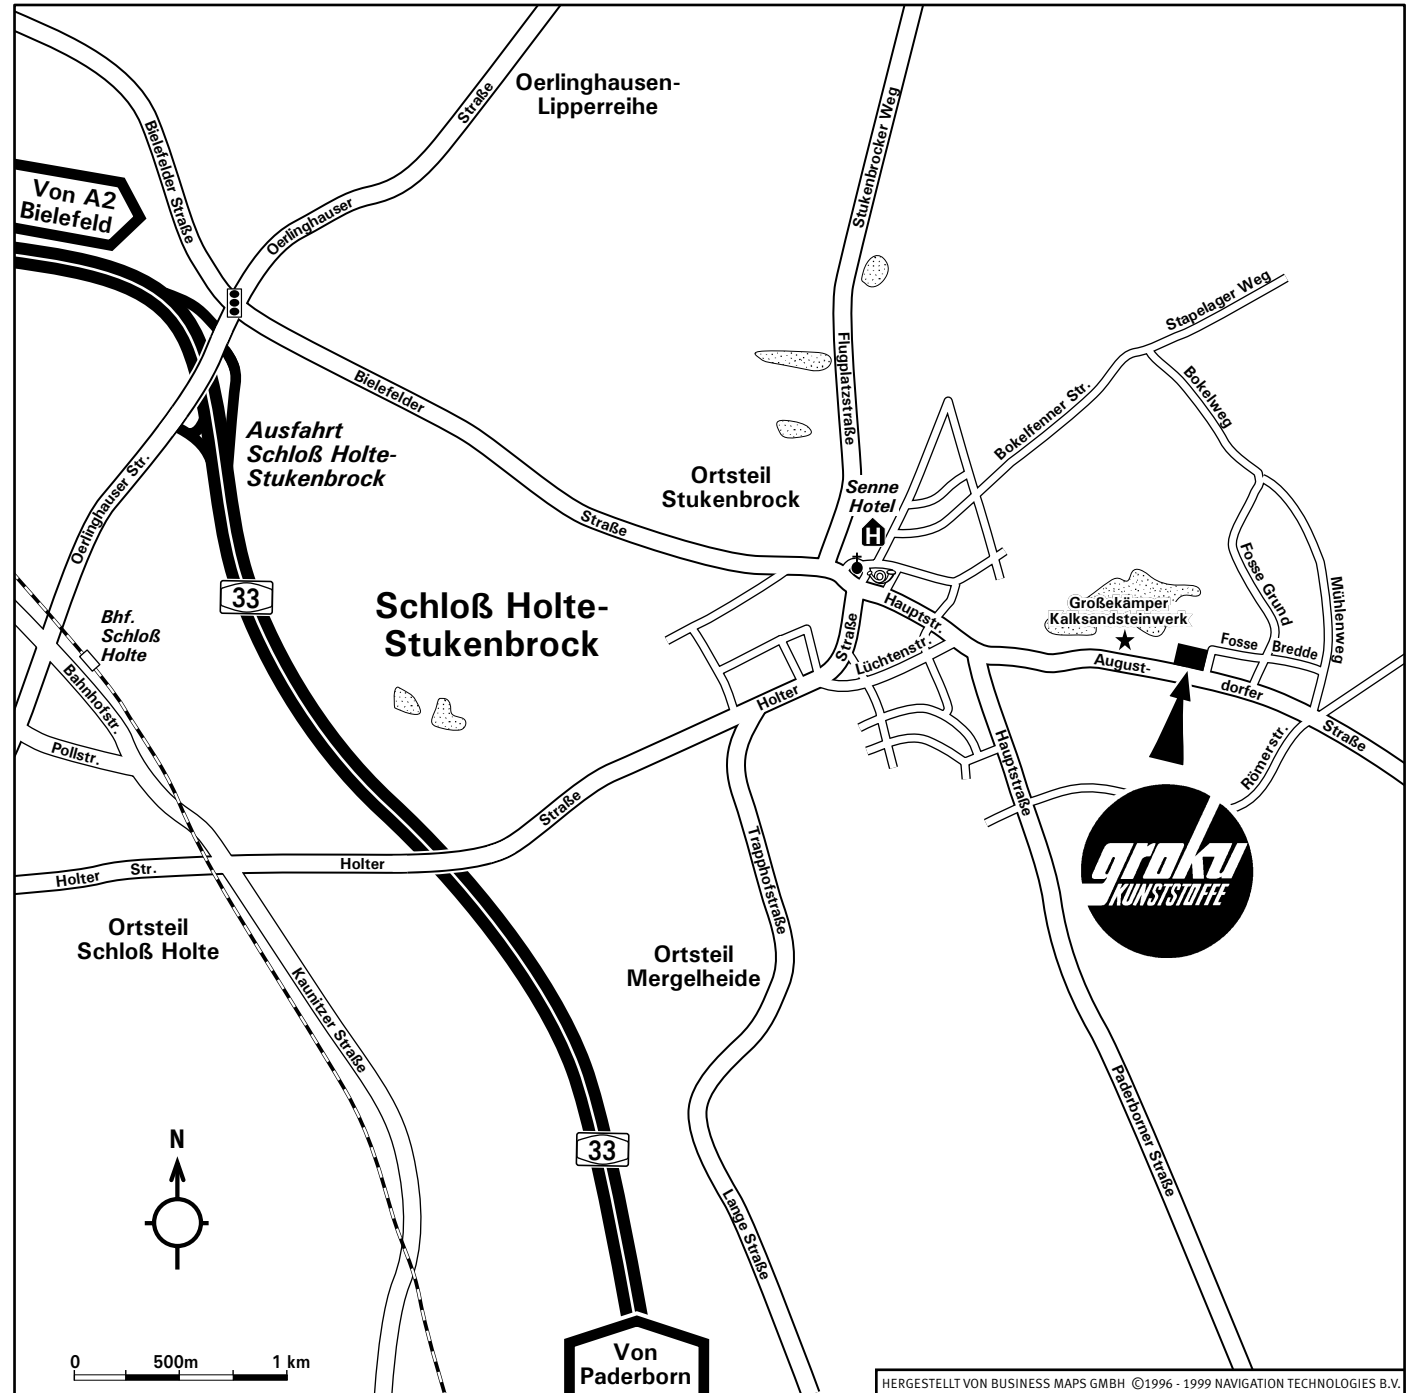 Oerlinghausen-
Lipperreihe
Straße
Bielefelder Straße
Stukenbrocker Weg
Von A2
Bielefeld
Oerlinghauser
Stapelager Weg
Flugplatzstraße
Bielefelder
Bokelweg
Bokelfenner Str.
Ausfahrt
Schloß Holte-
Stukenbrock
Oerlinghauser Str.
Ortsteil
Stukenbrock
Senne
Hotel
H
Straße
33
Schloß Holte-
Stukenbrock
Hauptstr.
Großekämper
Kalksandsteinwerk
Fosse Grund
Mühlenweg
Bhf.
Schloß
Holte
Straße
Lüchtenstr.
Fosse Bredde
August-
dorfer
Straße
Bahnhofstr.
Pollstr.
Holter
Hauptstraße
Römerstr.
Straße
Trapphofstraße
groku
KUNSTSTOFFE
Holter
Holter Str.
Ortsteil
Schloß Holte
Ortsteil
Mergelheide
Kaunitzer Straße
Paderborner Straße
N
33
Lange Straße
Von
Paderborn
0 500m 1 km
HERGESTELLT VON BUSINESS MAPS GMBH ©1996 - 1999 NAVIGATION TECHNOLOGIES B.V.